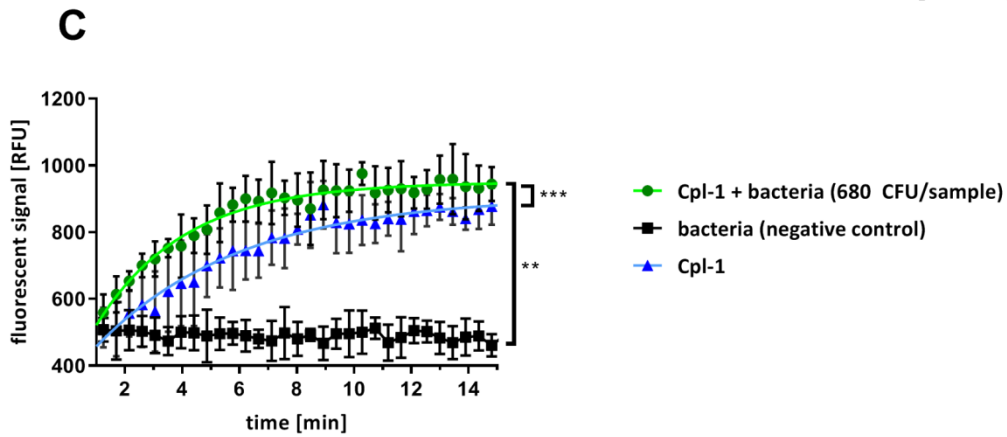 C
fluorescent signal [RFU]
1200
1000
800
600
400
2 4 6 8 10 12 14
time [min]
***
**
Cpl-1 + bacteria (680 CFU/sample)
bacteria (negative control)
Cpl-1